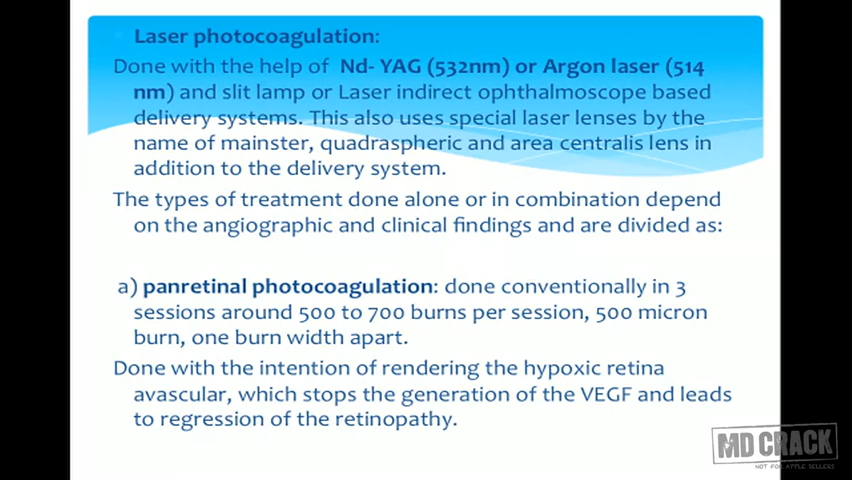 Laser photocoagulation:
Done with the help of Nd- YAG (532nm) or Argon laser (514
nm) and slit lamp or Laser indirect ophthalmoscope based
delivery systems. This also uses special laser lenses by the
name of mainster, quadraspheric and area centralis lens in
addition to the delivery system.
The types of treatment done alone or in combination depend
on the angiographic and clinical findings and are divided as:
a) panretinal photocoagulation: done conventionally in 3
sessions around 500 to 700 burns per session, 500 micron
burn, one burn width apart.
Done with the intention of rendering the hypoxic retina
avascular, which stops the generation of the VEGF and leads
to regression of the retinopathy.
MD CRACK
NOT FOR APPLE SELLERS